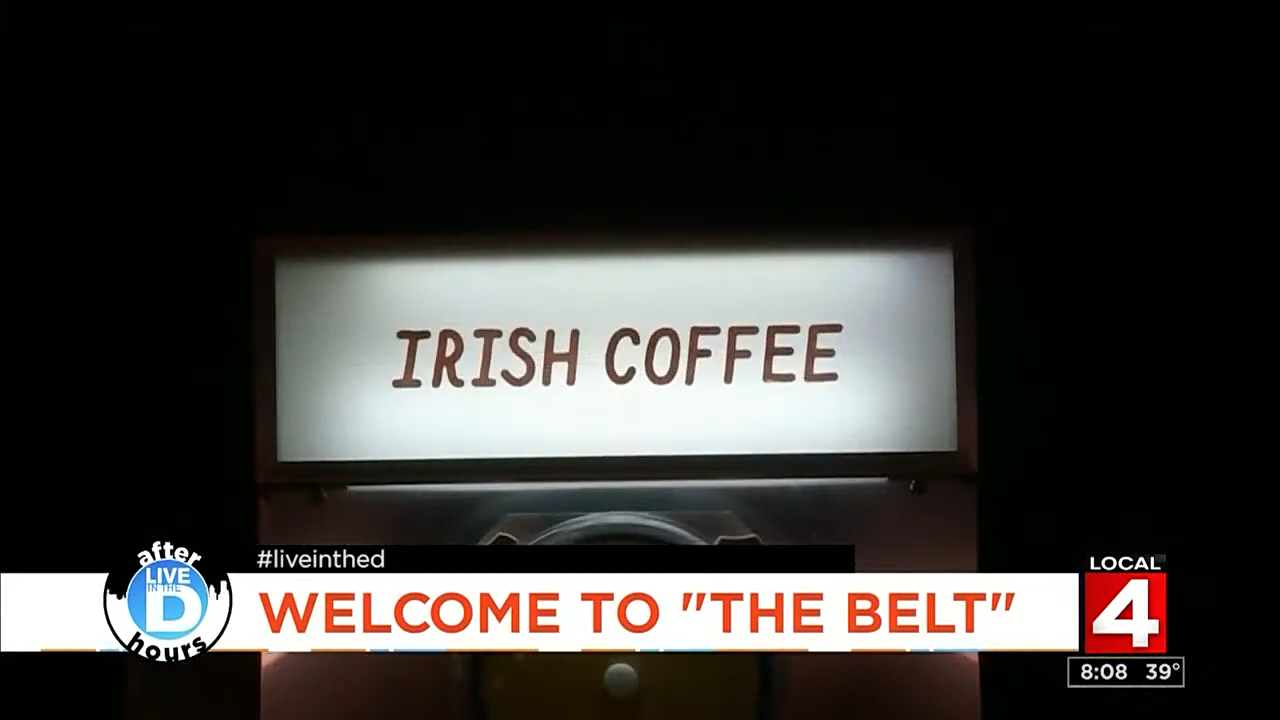 IRISH COFFEE
#liveinthed
after
LIVE
IN THE
D
hours
WELCOME TO "THE BELT"
LOCAL
4
8:08 39°